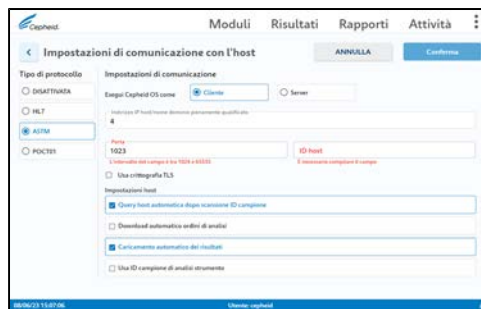 Cepheid.
Moduli Risultati Rapporti Attività
Impostazioni di comunicazione con l'host
ANNULLA Conferma
Tipo di protocollo
Impostazioni di comunicazione
DISATTIVATA
Esegui Cepheid OS come
Cliente
Server
HL7
Indirizzo IP host/nome dominio pienamente qualificato
4
ASTM
Porta
1023
ID host
POCT01
L'intervallo del campo è tra 1024 e 65535
È necessario compilare il campo
Usa crittografia TLS
Impostazioni host
Query host automatica dopo scansione ID campione
Download automatico ordini di analisi
Caricamento automatico dei risultati
Usa ID campione di analisi strumento
08/06/23 15:07:06 Utente: cepheid